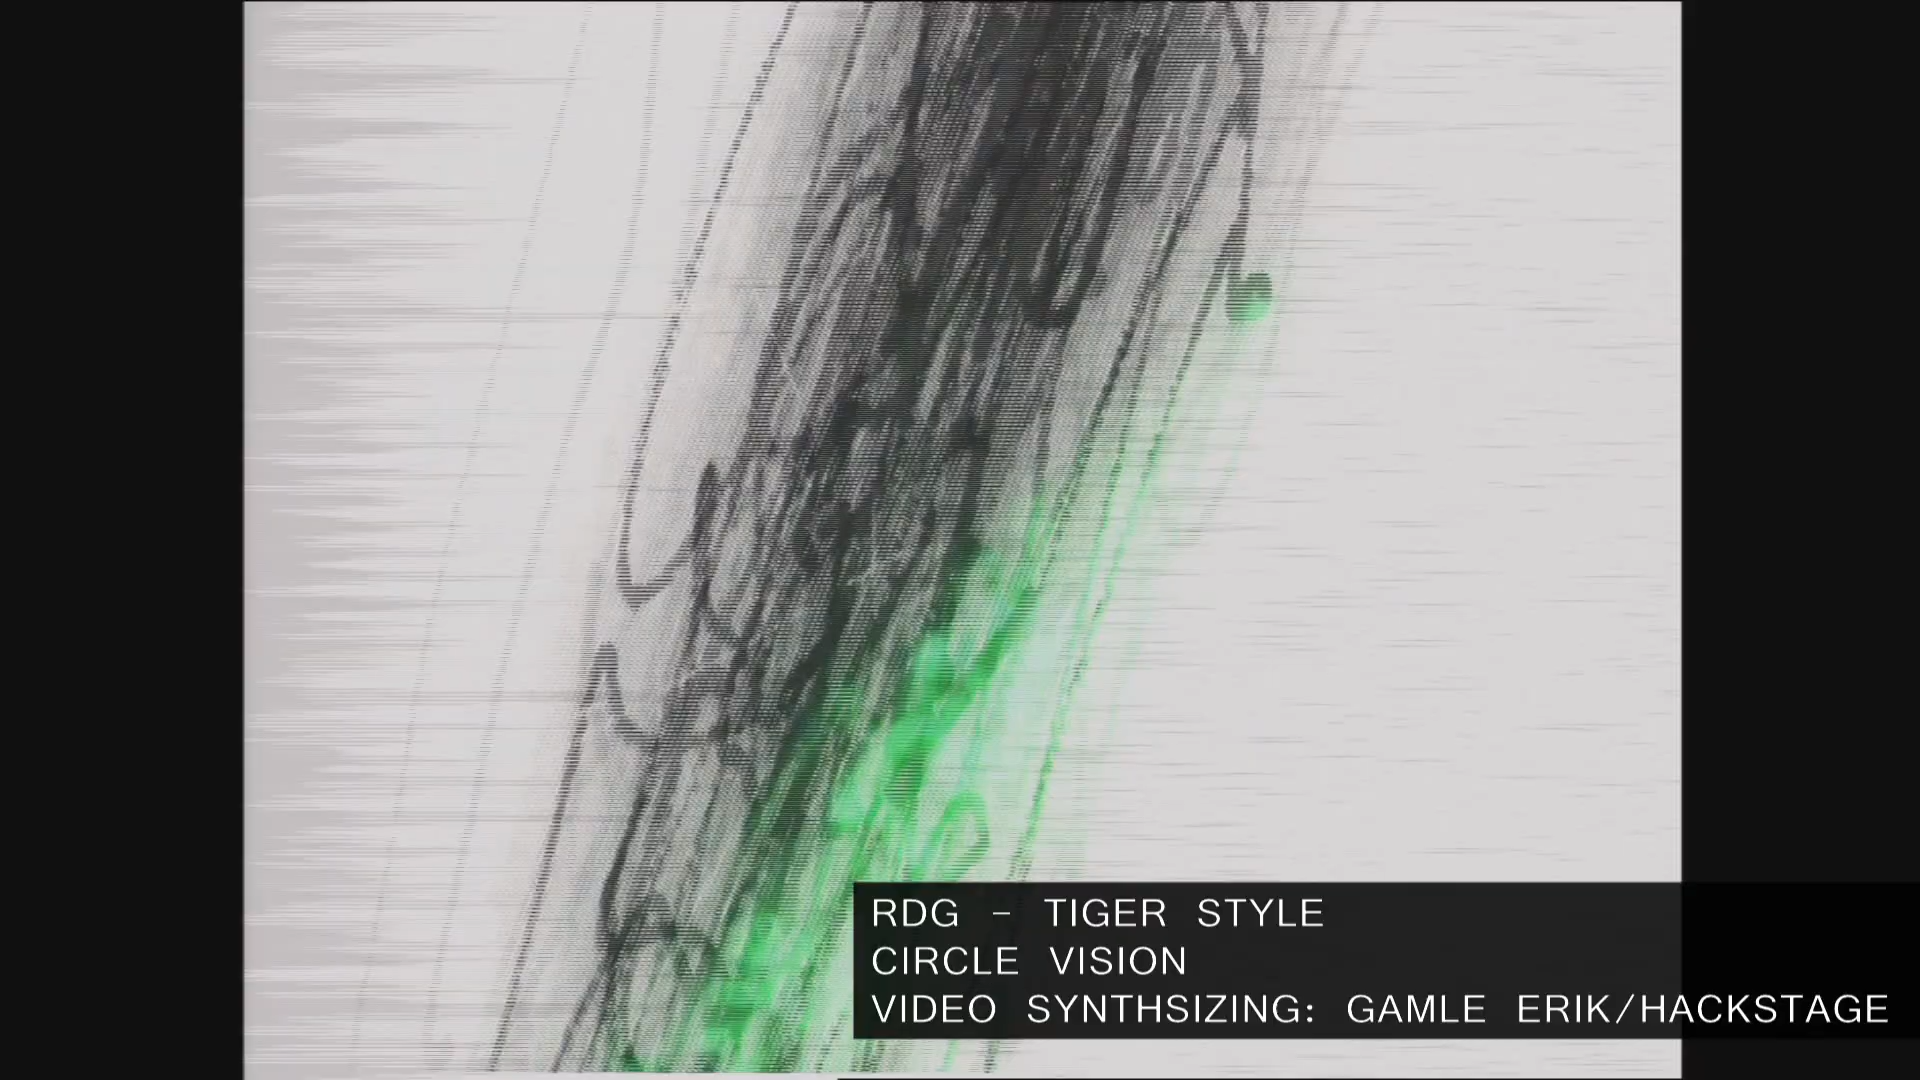 RDG - TIGER STYLE
CIRCLE VISION
VIDEO SYNTHSIZING: GAMLE ERIK/HACKSTAGE